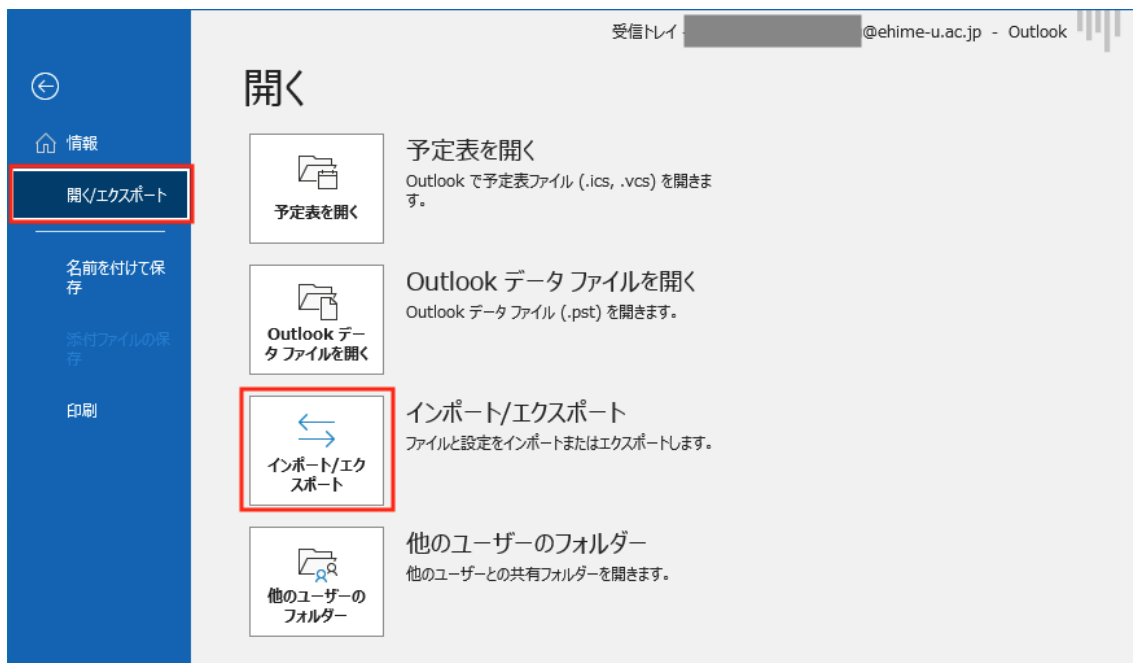 受信トレイ - @ehime-u.ac.jp - Outlook
開く
情報
開く/エクスポート
名前を付けて保
存
添付ファイルの保
存
印刷
予定表を開く
予定表を開く
Outlook で予定表ファイル (.ics, .vcs) を開きま
す。
Outlook デー
タ ファイルを開く
Outlook データ ファイルを開く
Outlook データ ファイル (.pst) を開きます。
インポート/エク
スポート
インポート/エクスポート
ファイルと設定をインポートまたはエクスポートします。
他のユーザーの
フォルダー
他のユーザーのフォルダー
他のユーザーとの共有フォルダーを開きます。